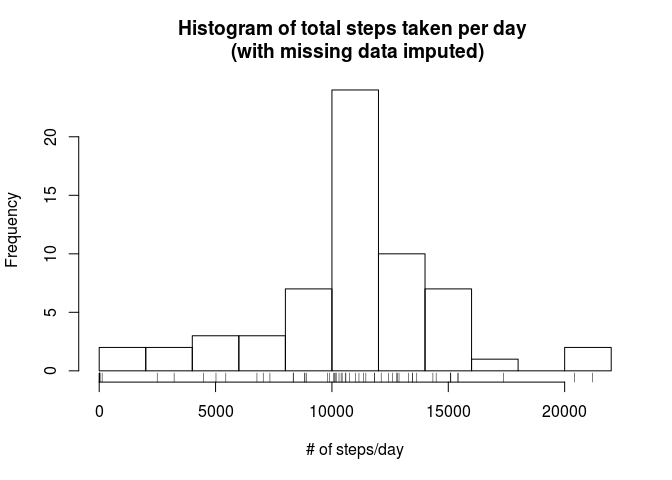 Histogram of total steps taken per day
(with missing data imputed)
Frequency
20
15
10
5
0
0 5000 10000 15000 20000
# of steps/day